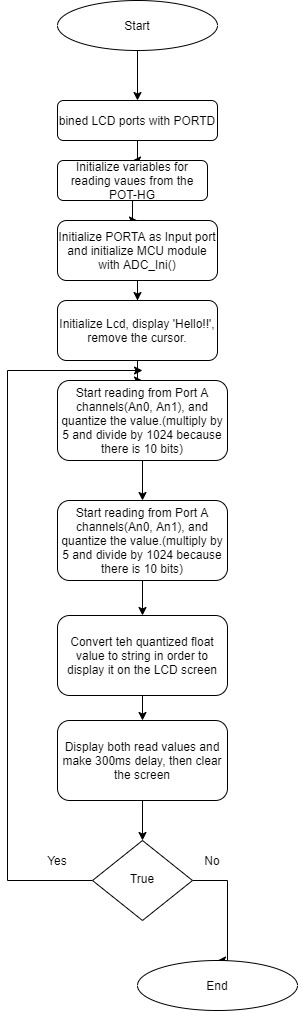 Start
bined LCD ports with PORTD
Initialize variables for
reading vaues from the
POT-HG
Initialize PORTA as Input port
and initialize MCU module
with ADC_Ini()
Initialize Lcd, display 'Hello!!',
remove the cursor.
Start reading from Port A
channels(An0, An1), and
quantize the value.(multiply by
5 and divide by 1024 because
there is 10 bits)
Start reading from Port A
channels(An0, An1), and
quantize the value.(multiply by
5 and divide by 1024 because
there is 10 bits)
Convert teh quantized float
value to string in order to
display it on the LCD screen
Display both read values and
make 300ms delay, then clear
the screen
Yes
No
True
End